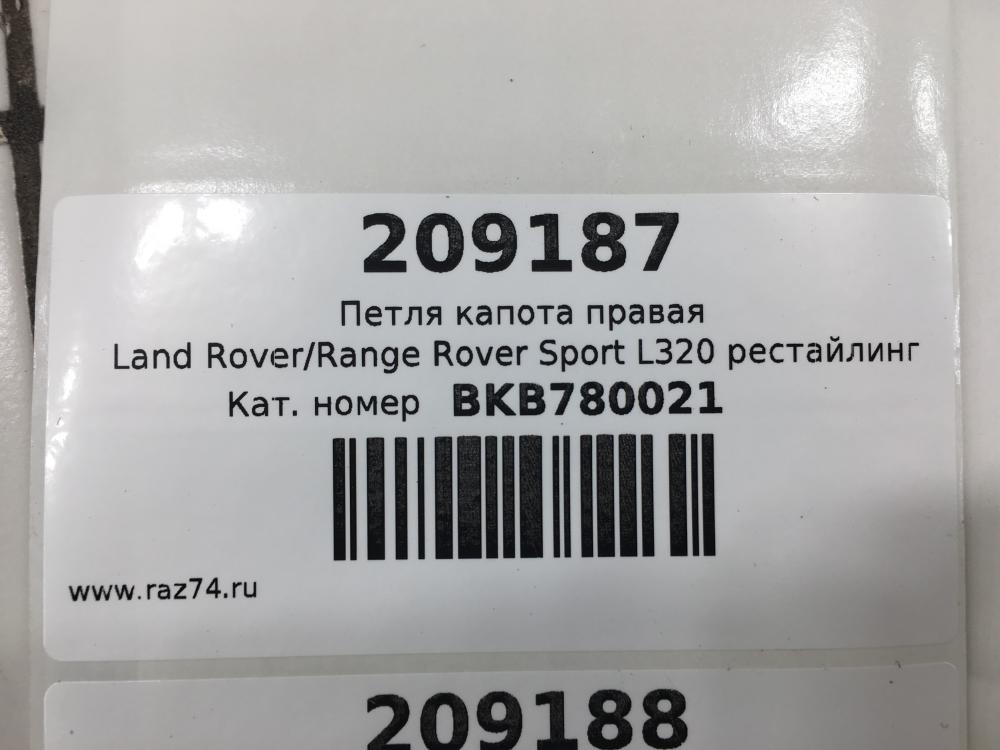 209187
Петля капота правая
Land Rover/Range Rover Sport L320 рестайлинг
Кат. номер BKB780021
www.raz74.ru
209188